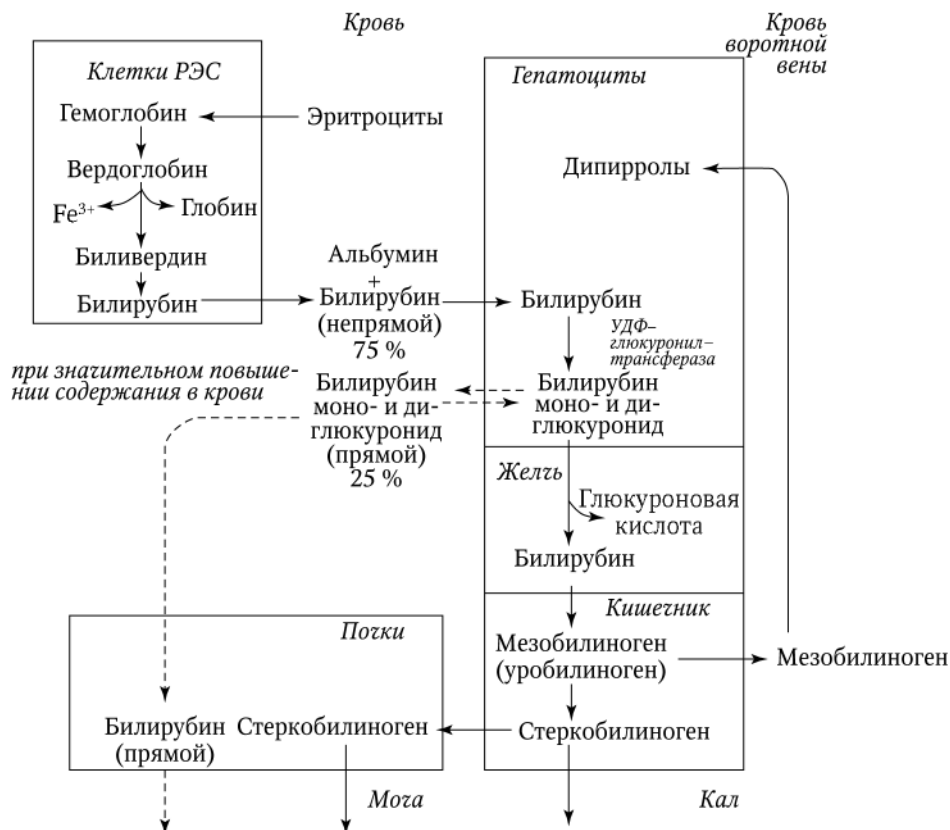 Кровь
Кровь
воротной
вены
Клетки РЭС
Гепатоциты
Гемоглобин
Эритроциты
Вердоглобин
Дипирролы
Fe³⁺
Глобин
Биливердин
Билирубин
Альбумин
+
Билирубин
(непрямой)
75 %
Билирубин
УДФ–
глюкуронил–
трансфераза
при значительном повыше-
нии содержания в крови
Билирубин
моно- и ди-
глюкуронид
(прямой)
25 %
Билирубин
моно- и ди-
глюкуронид
Желчь
Глюкуроновая
кислота
Билирубин
Кишечник
Почки
Мезобилиноген
(уробилиноген)
Мезобилиноген
Билирубин
(прямой)
Стеркобилиноген
Стеркобилиноген
Моча
Кал